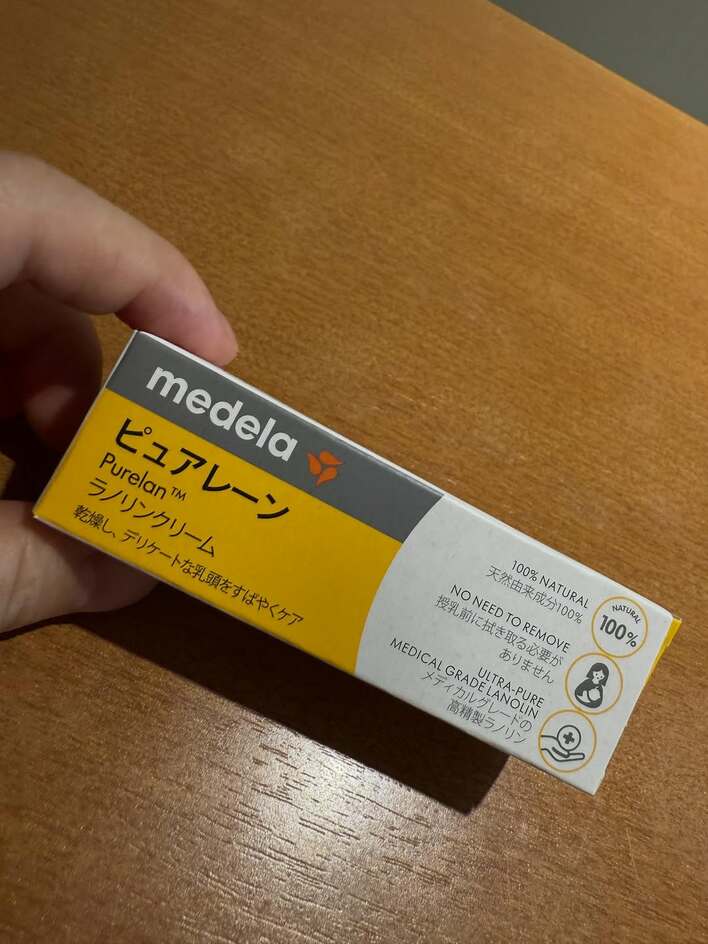 medela
ピュアレーン
Purelan™
ラノリンクリーム
乾燥し、デリケートな乳頭をすばやくケア
100% NATURAL
天然由来成分100%
NO NEED TO REMOVE
授乳前に拭き取る必要が
ありません
ULTRA-PURE
MEDICAL GRADE LANOLIN
メディカルグレードの
高精製ラノリン
NATURAL
100%